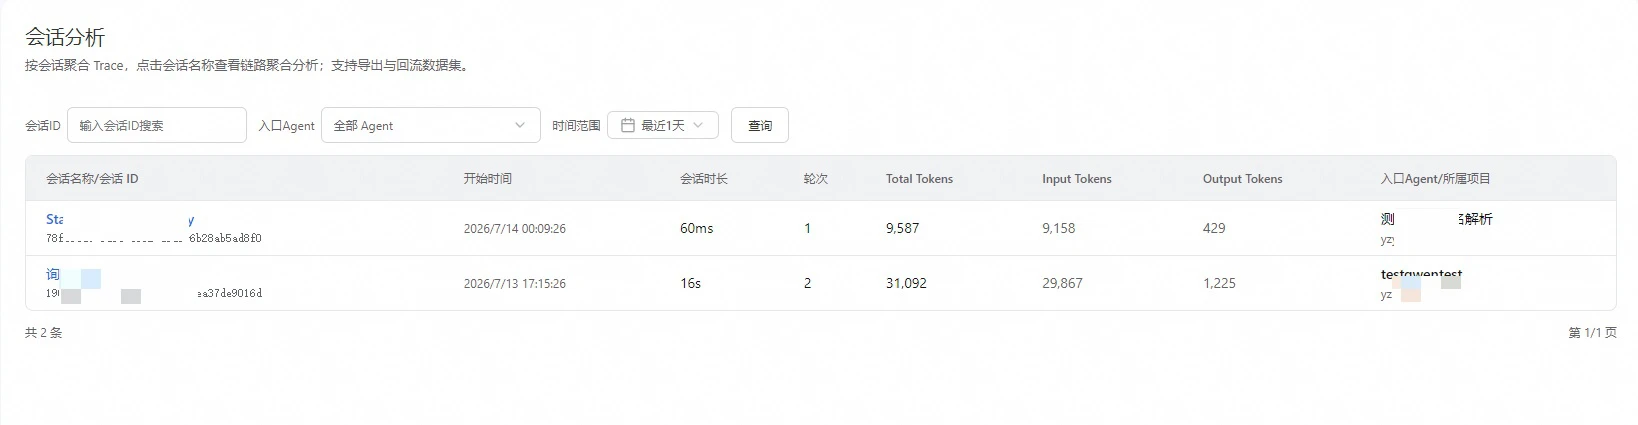 会话分析
按会话聚合 Trace，点击会话名称查看链路聚合分析；支持导出与回流数据集。
会话ID 输入会话ID搜索 入口Agent 全部 Agent 时间范围 最近1天 查询
会话名称/会话 ID 开始时间 会话时长 轮次 Total Tokens Input Tokens Output Tokens 入口Agent/所属项目
2026/7/14 00:09:26 60ms 1 9,587 9,158 429 测 解析
78f 6b28ab5ad8f0 yz
询 2026/7/13 17:15:26 16s 2 31,092 29,867 1,225 testqwentest
ea37de9016d yz
共 2 条 第 1/1 页